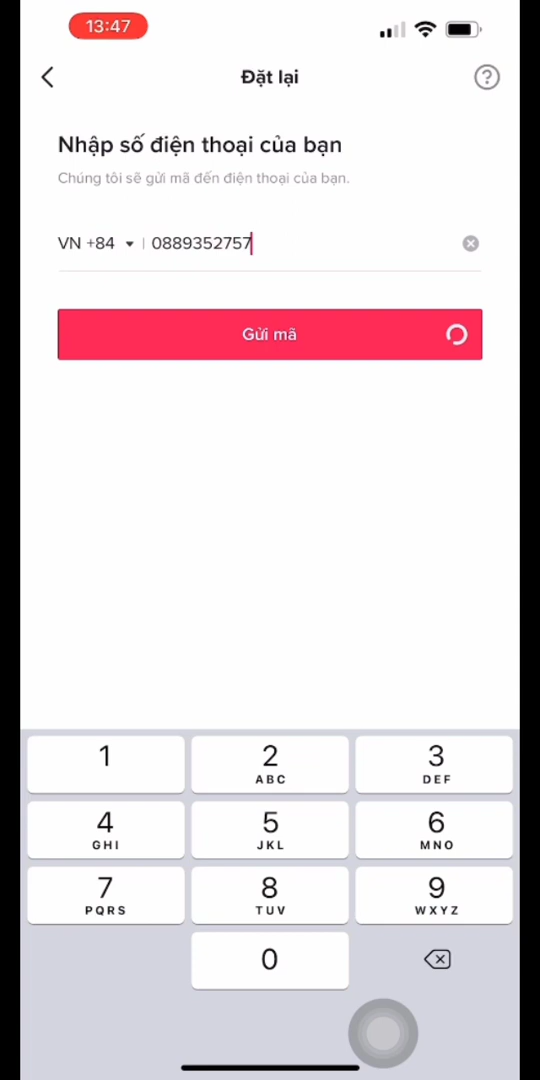 13:47
Đặt lại
?
Nhập số điện thoại của bạn
Chúng tôi sẽ gửi mã đến điện thoại của bạn.
VN +84 0889352757
Gửi mã
1 2 3
ABC DEF
4 5 6
GHI JKL MNO
7 8 9
PQRS TUV WXYZ
0